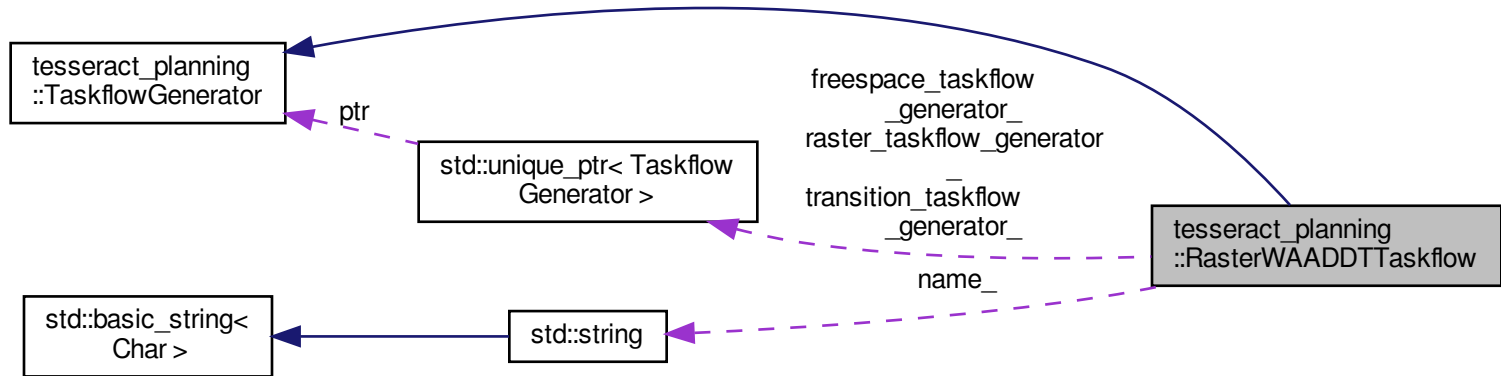 tesseract_planning
::TaskflowGenerator
ptr
std::unique_ptr< Taskflow
Generator >
freespace_taskflow
_generator_
raster_taskflow_generator
_
transition_taskflow
_generator_
name_
tesseract_planning
::RasterWAADDTTaskflow
std::basic_string<
Char >
std::string